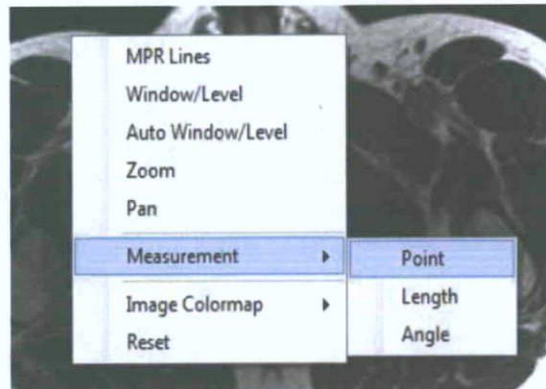 MPR Lines
Window/Level
Auto Window/Level
Zoom
Pan
Measurement
Point
Length
Angle
Image Colormap
Reset